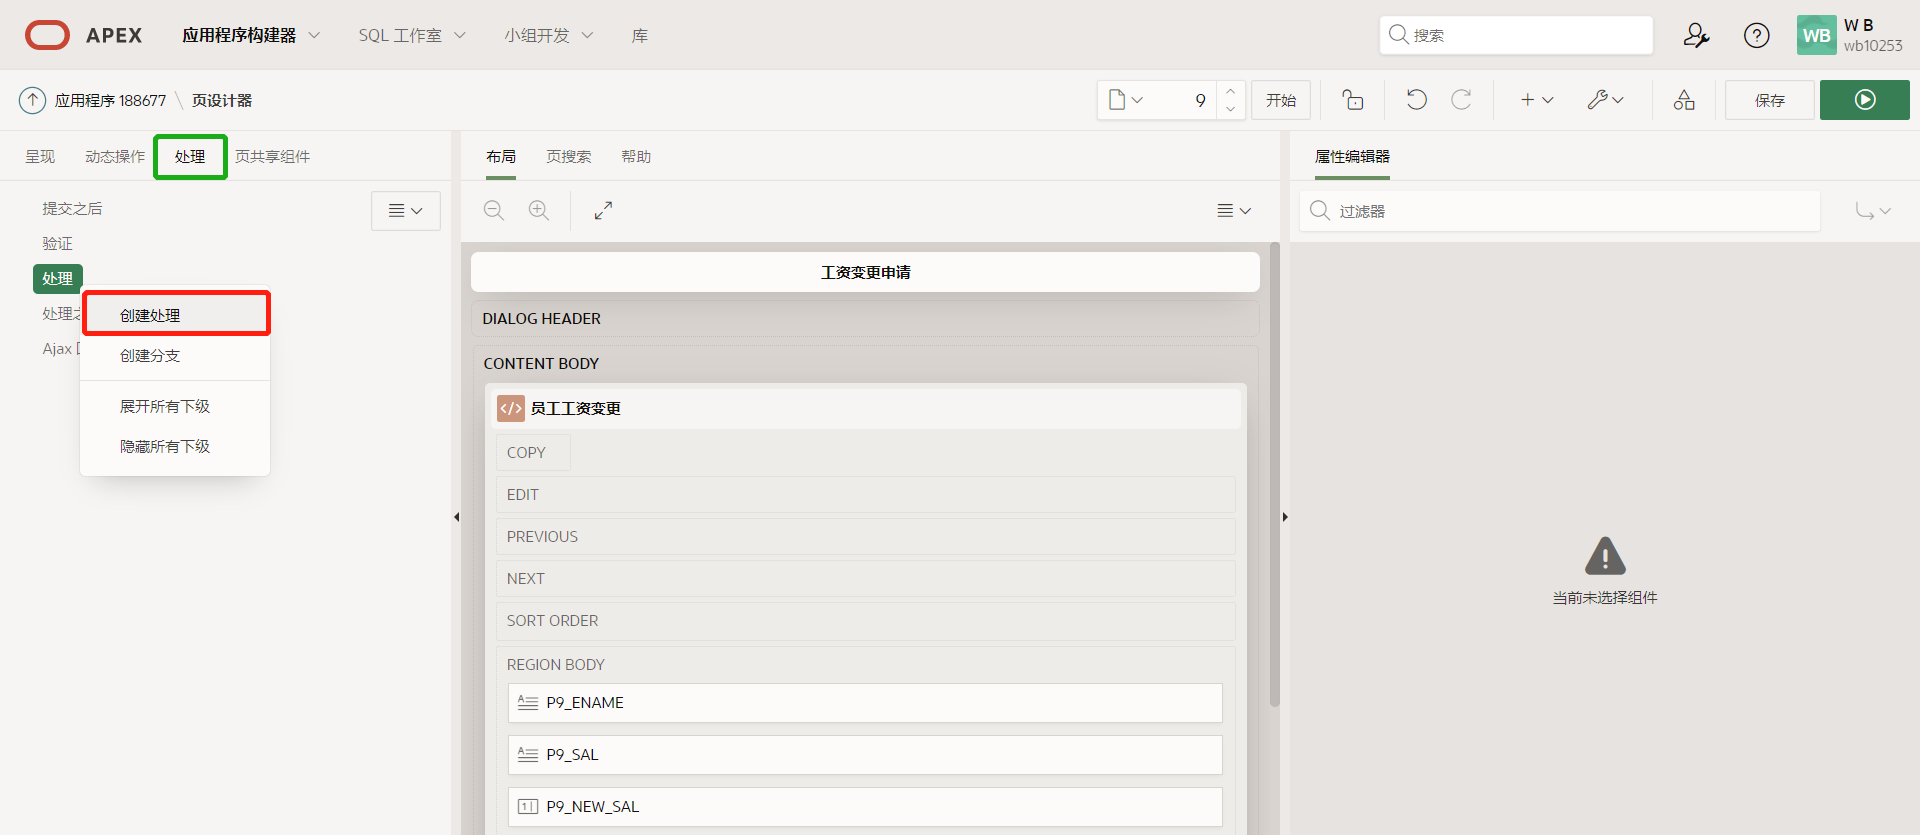 APEX 应用程序构建器 SQL 工作室 小组开发 库 搜索 WB W B
wb10253
应用程序 188677 \ 页设计器 9 开始 保存
呈现 动态操作 处理 页共享组件 布局 页搜索 帮助 属性编辑器
提交之后
过滤器
验证
处理
处理之
Ajax
创建处理
创建分支
展开所有下级
隐藏所有下级
工资变更申请
DIALOG HEADER
CONTENT BODY
</> 员工工资变更
COPY
EDIT
PREVIOUS
NEXT
SORT ORDER
REGION BODY
P9_ENAME
P9_SAL
P9_NEW_SAL
当前未选择组件